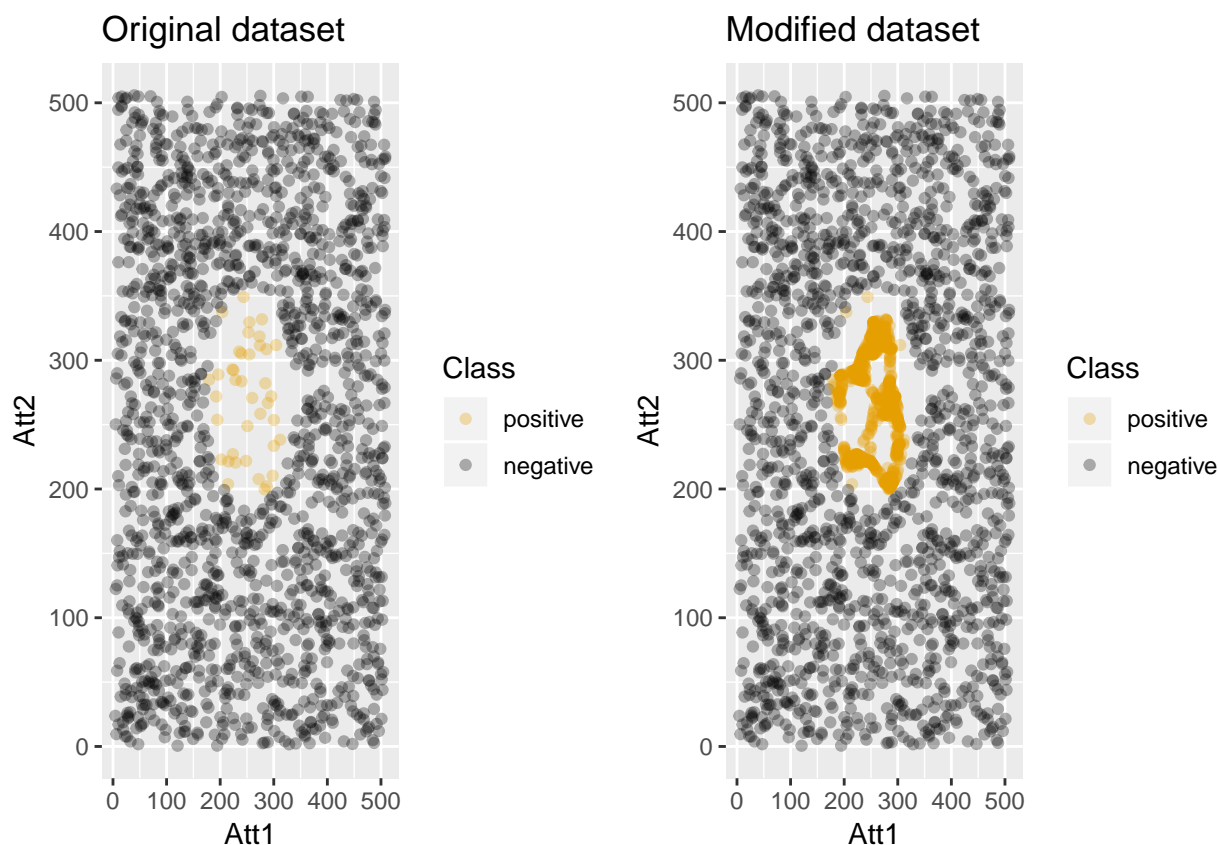 Original dataset
500
400
300
200
100
0
Att2
0 100 200 300 400 500
Att1
Class
positive
negative
Modified dataset
500
400
300
200
100
0
Att2
0 100 200 300 400 500
Att1
Class
positive
negative